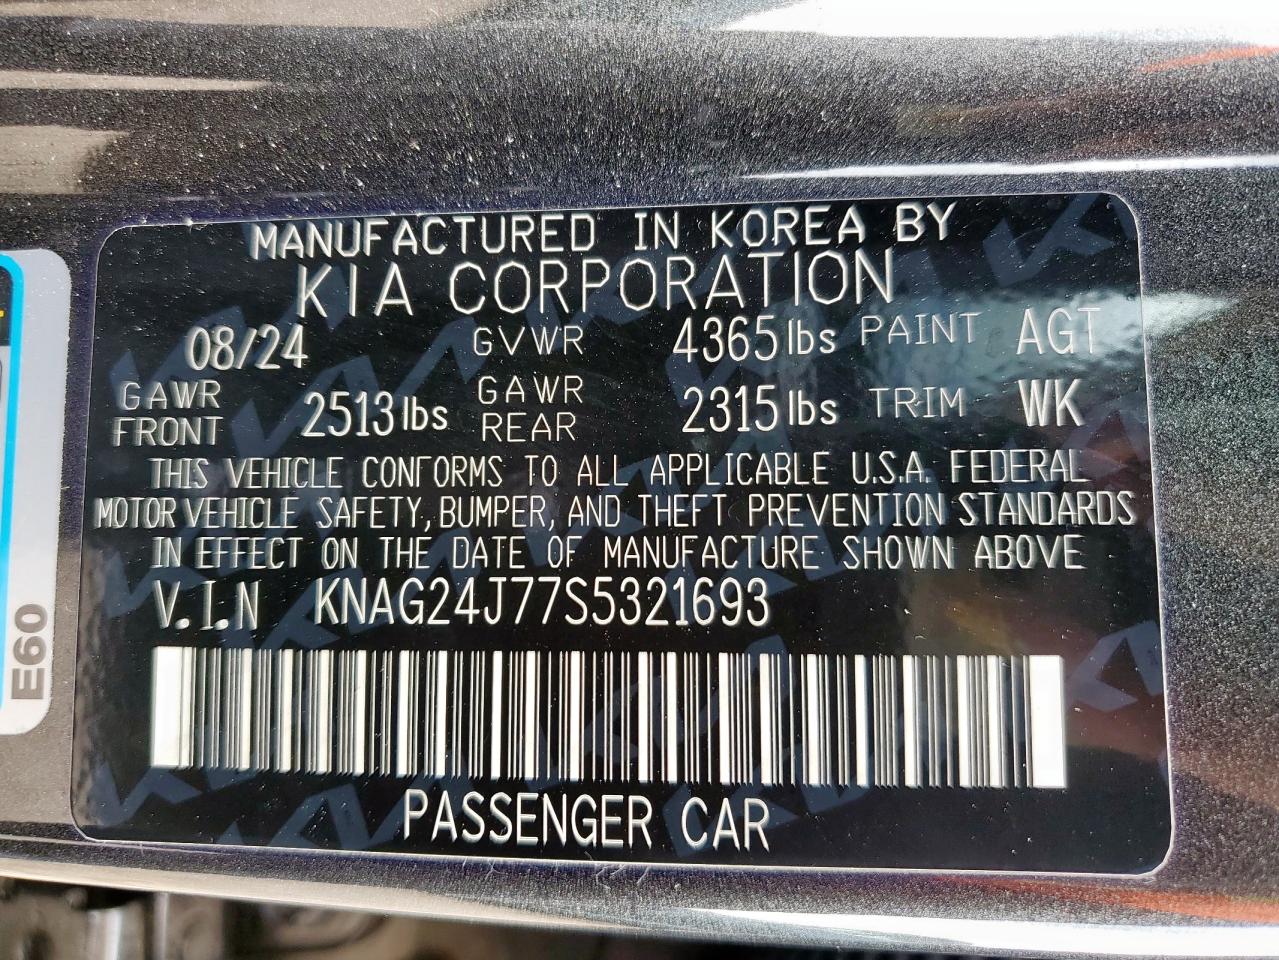 MANUFACTURED IN KOREA BY
KIA CORPORATION
08/24 GVWR 4365 lbs PAINT AGT
GAWR FRONT 2513 lbs GAWR REAR 2315 lbs TRIM WK
THIS VEHICLE CONFORMS TO ALL APPLICABLE U.S.A. FEDERAL
MOTOR VEHICLE SAFETY, BUMPER, AND THEFT PREVENTION STANDARDS
IN EFFECT ON THE DATE OF MANUFACTURE SHOWN ABOVE
V.I.N KNAG24J77S5321693
PASSENGER CAR
E60